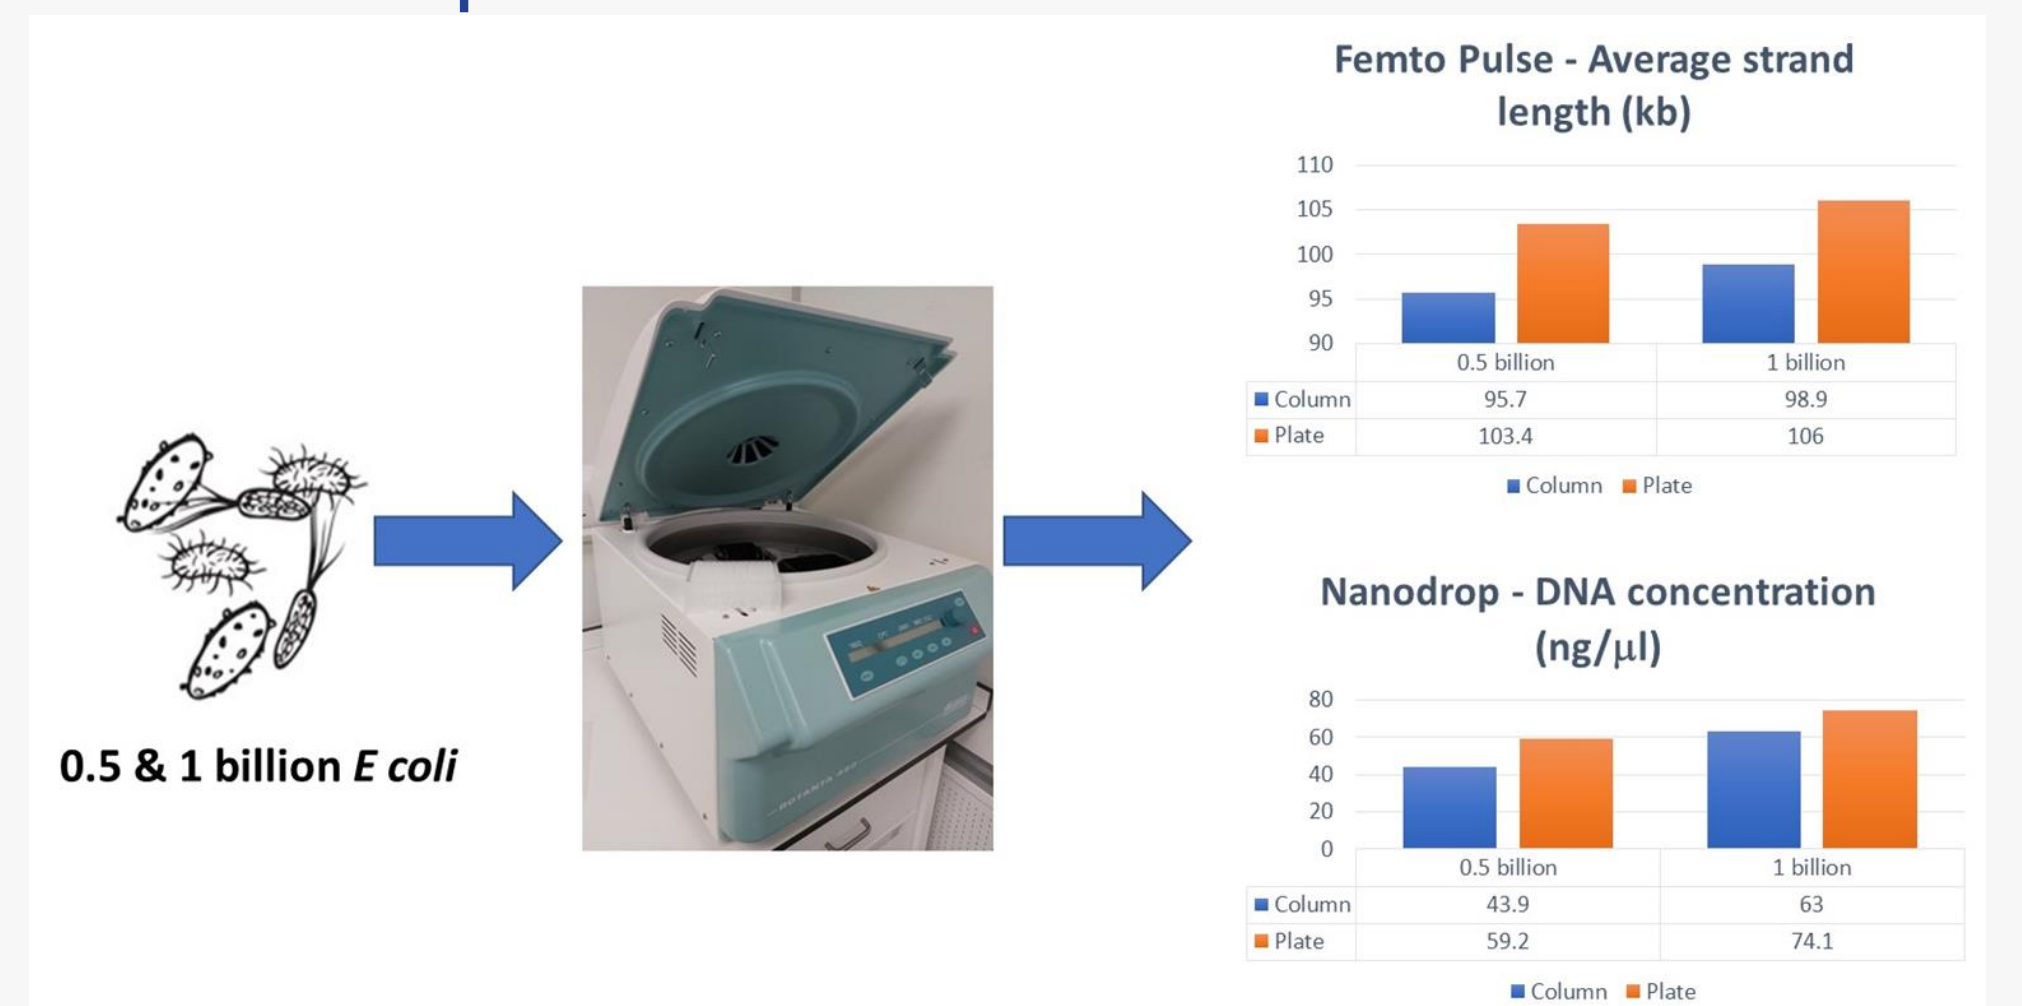 0.5 & 1 billion E coli
ROTANTA 460
Femto Pulse - Average strand
length (kb)
110
105
100
95
90
0.5 billion 1 billion
Column 95.7 98.9
Plate 103.4 106
Column Plate
Nanodrop - DNA concentration
(ng/μl)
80
60
40
20
0
0.5 billion 1 billion
Column 43.9 63
Plate 59.2 74.1
Column Plate